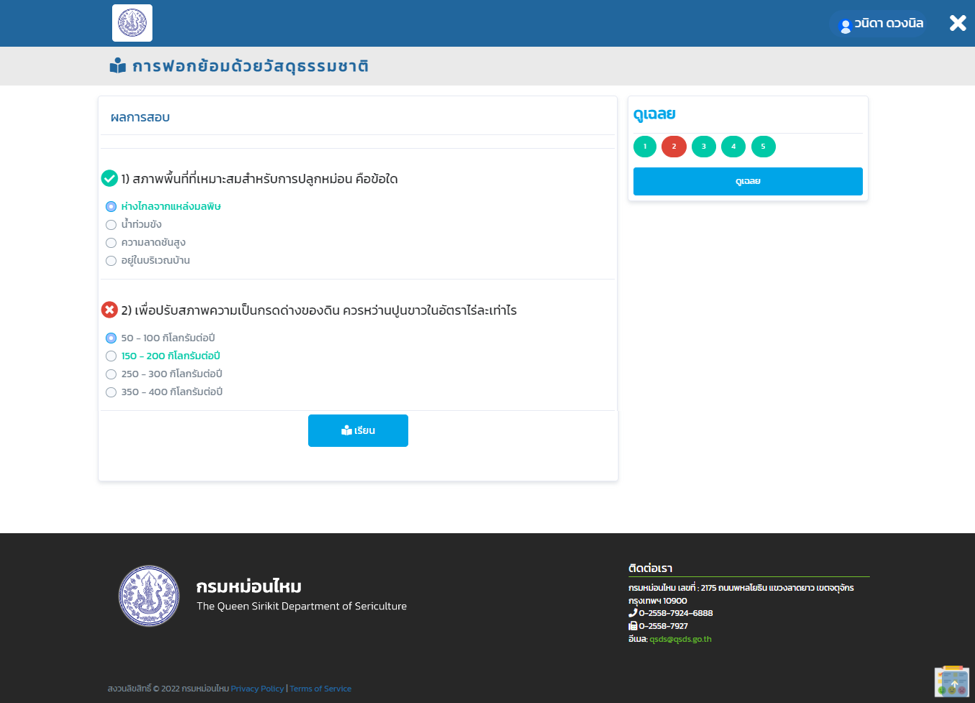 วนิดา ดวงนิล
การฟอกย้อมด้วยวัสดุธรรมชาติ
ผลการสอบ
1) สภาพพื้นที่ที่เหมาะสมสำหรับการปลูกหม่อน คือข้อใด
ห่างไกลจากแหล่งมลพิษ
น้ำท่วมขัง
ความลาดชันสูง
อยู่ในบริเวณบ้าน
2) เพื่อปรับสภาพความเป็นกรดด่างของดิน ควรหว่านปูนขาวในอัตราไร่ละเท่าไร
50 - 100 กิโลกรัมต่อปี
150 - 200 กิโลกรัมต่อปี
250 - 300 กิโลกรัมต่อปี
350 - 400 กิโลกรัมต่อปี
เรียน
ดูเฉลย
1 2 3 4 5
ดูเฉลย
กรมหม่อนไหม
The Queen Sirikit Department of Sericulture
ติดต่อเรา
กรมหม่อนไหม เลขที่ : 2175 ถนนพหลโยธิน แขวงลาดยาว เขตจตุจักร
กรุงเทพฯ 10900
0-2558-7924-6888
0-2558-7927
อีเมล: qsds@qsds.go.th
สงวนลิขสิทธิ์ © 2022 กรมหม่อนไหม Privacy Policy | Terms of Service